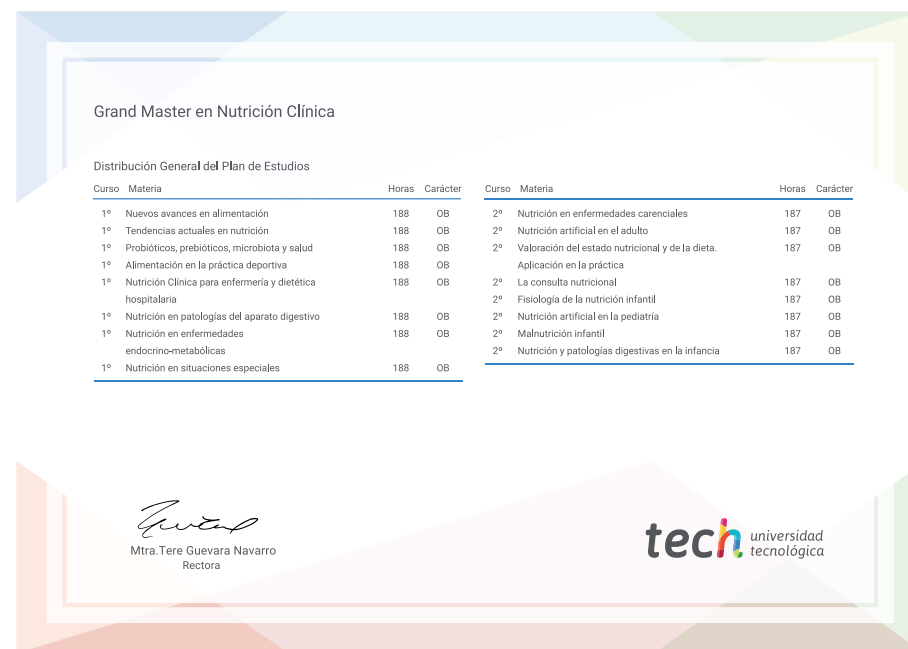 Grand Master en Nutrición Clínica
Distribución General del Plan de Estudios
Curso Materia Horas Carácter
1º Nuevos avances en alimentación 188 OB
1º Tendencias actuales en nutrición 188 OB
1º Probióticos, prebióticos, microbiota y salud 188 OB
1º Alimentación en la práctica deportiva 188 OB
1º Nutrición Clínica para enfermería y dietética 188 OB
hospitalaria
1º Nutrición en patologías del aparato digestivo 188 OB
1º Nutrición en enfermedades 188 OB
endocrino-metabólicas
1º Nutrición en situaciones especiales 188 OB
Curso Materia Horas Carácter
2º Nutrición en enfermedades carenciales 187 OB
2º Nutrición artificial en el adulto 187 OB
2º Valoración del estado nutricional y de la dieta. 187 OB
Aplicación en la práctica
2º La consulta nutricional 187 OB
2º Fisiología de la nutrición infantil 187 OB
2º Nutrición artificial en la pediatría 187 OB
2º Malnutrición infantil 187 OB
2º Nutrición y patologías digestivas en la infancia 187 OB
Mtra.Tere Guevara Navarro
Rectora
tech universidad
tecnológica